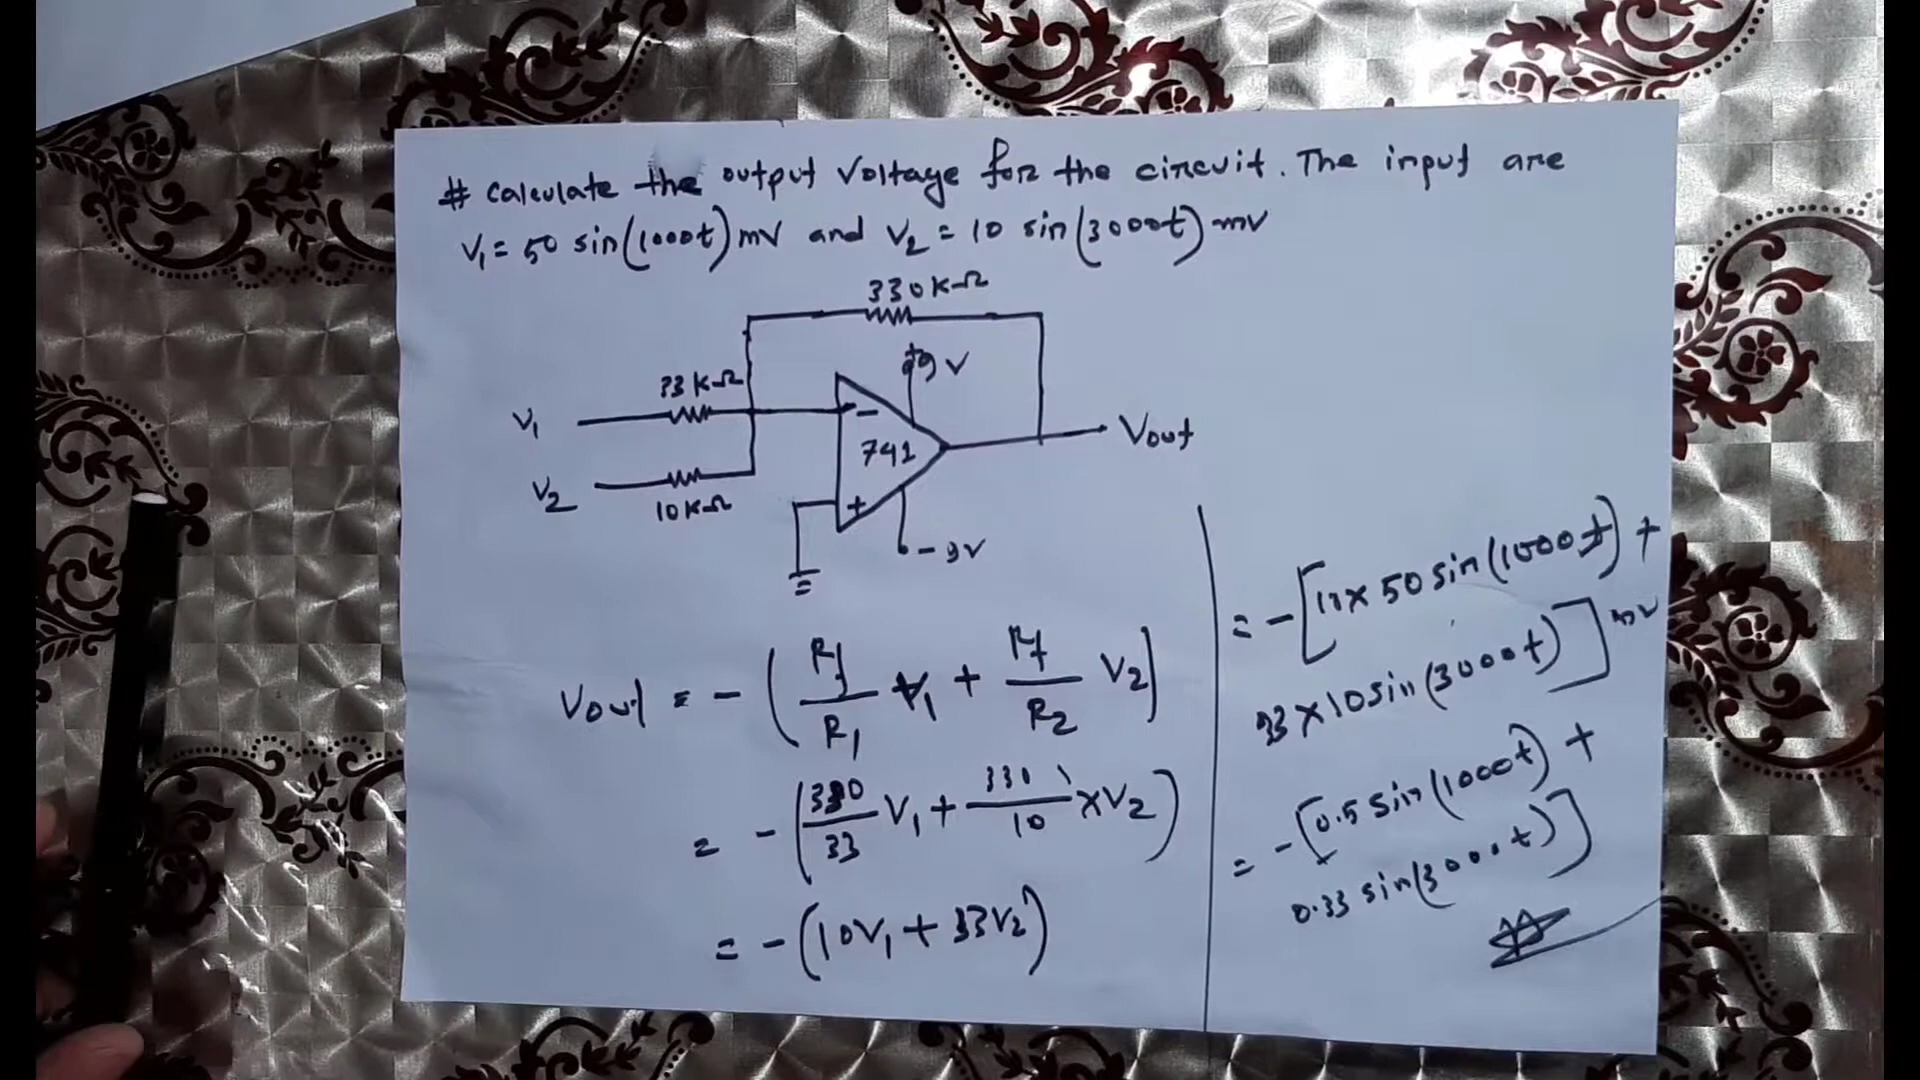 # Calculate the output Voltage for the circuit. The input are
V₁ = 50 sin(1000t) mV and V₂ = 10 sin(3000t) mV
330 K-Ω
+9 V
33 K-Ω
V₁
-
741
Vout
V₂
10K-Ω
+
-9V
Vout = - (Rf/R₁ V₁ + Rf/R₂ V₂)
= - (330/33 V₁ + 330/10 × V₂)
= - (10V₁ + 33V₂)
= - [10 × 50 sin(1000t) +
33 × 10 sin(3000t)] mV
= - [0.5 sin(1000t) +
0.33 sin(3000t)]